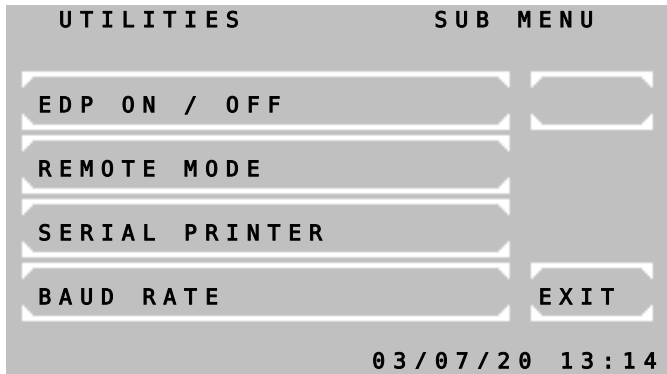 UTILITIES SUB MENU
EDP ON / OFF
REMOTE MODE
SERIAL PRINTER
BAUD RATE EXIT
03/07/20 13:14